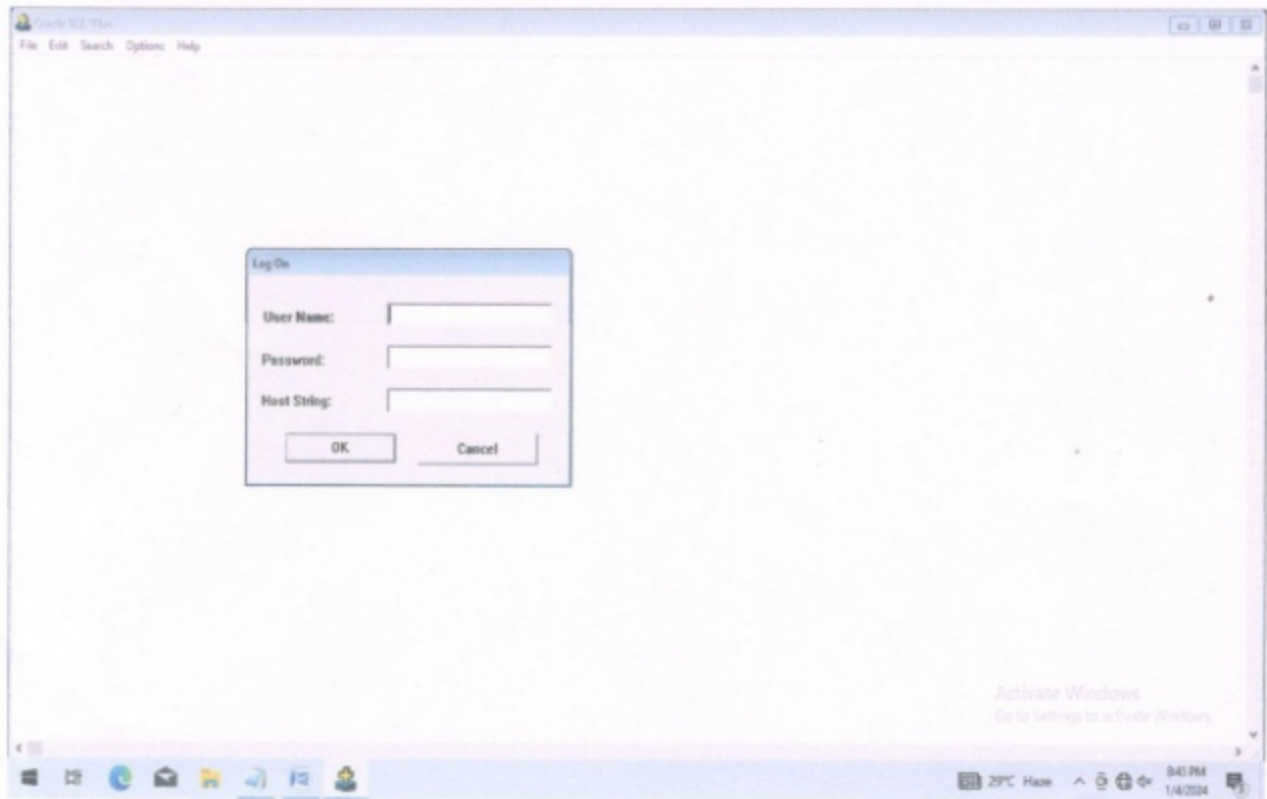 Oracle SQL*Plus
File Edit Search Options Help
Log On
User Name:
Password:
Host String:
OK
Cancel
Activate Windows
Go to Settings to activate Windows.
29°C Haze
8:45 PM
1/4/2024